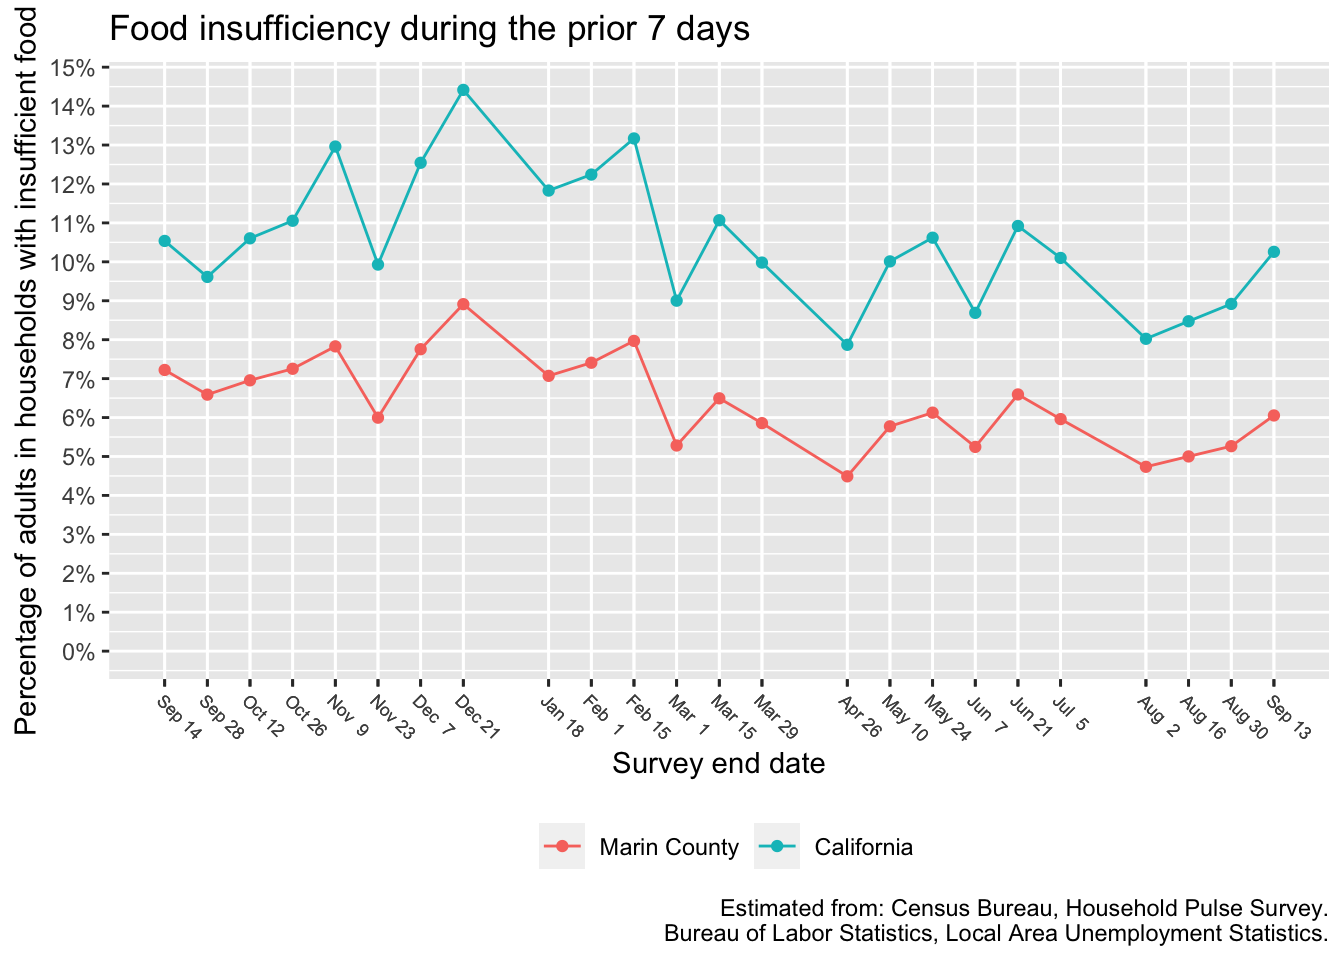 Food insufficiency during the prior 7 days
Percentage of adults in households with insufficient food
15%
14%
13%
12%
11%
10%
9%
8%
7%
6%
5%
4%
3%
2%
1%
0%
Sep 14
Sep 28
Oct 12
Oct 26
Nov 9
Nov 23
Dec 7
Dec 21
Jan 18
Feb 1
Feb 15
Mar 1
Mar 15
Mar 29
Apr 26
May 10
May 24
Jun 7
Jun 21
Jul 5
Aug 2
Aug 16
Aug 30
Sep 13
Survey end date
Marin County
California
Estimated from: Census Bureau, Household Pulse Survey.
Bureau of Labor Statistics, Local Area Unemployment Statistics.